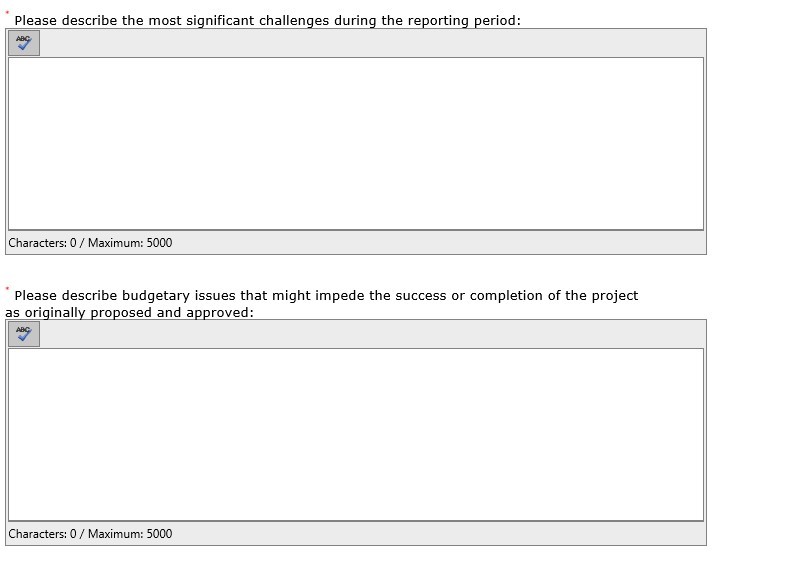 * Please describe the most significant challenges during the reporting period:
ABC
Characters: 0 / Maximum: 5000
* Please describe budgetary issues that might impede the success or completion of the project
as originally proposed and approved:
ABC
Characters: 0 / Maximum: 5000